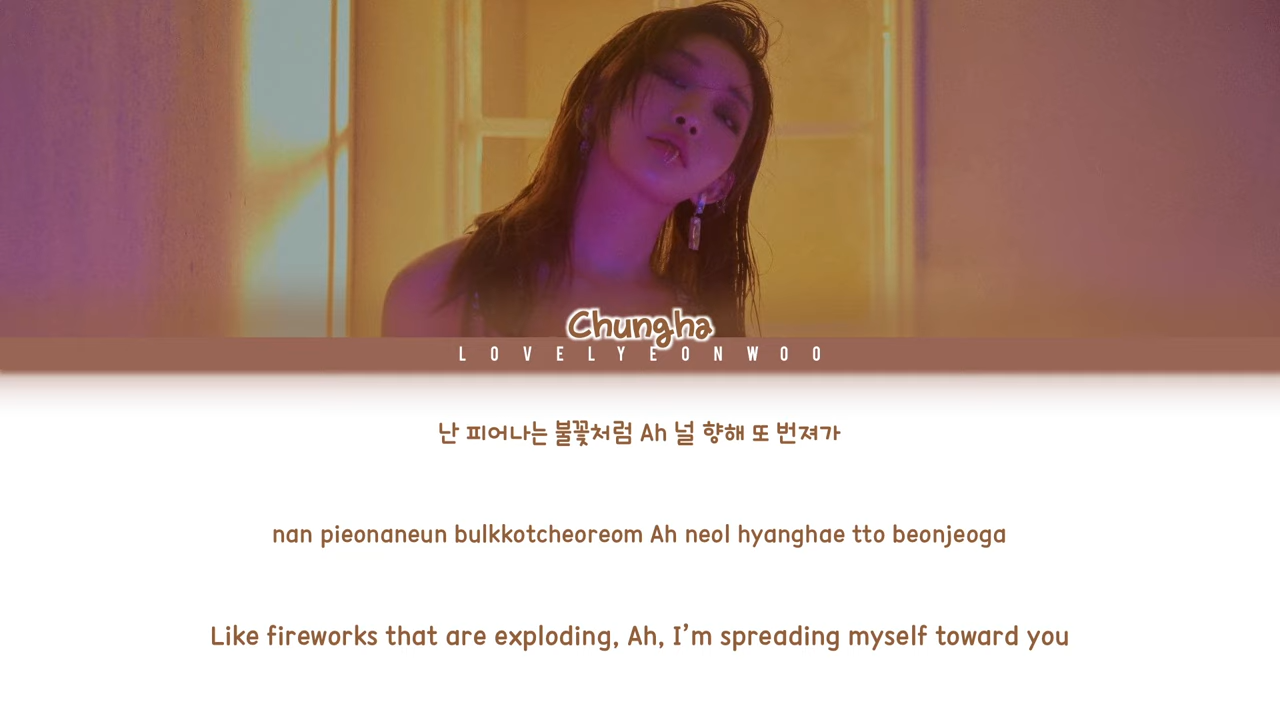 Chungha
LOVELYEONWOO
난 피어나는 불꽃처럼 Ah 널 향해 또 번져가
nan pieonaneun bulkkotcheoreom Ah neol hyanghae tto beonjeoga
Like fireworks that are exploding, Ah, I’m spreading myself toward you